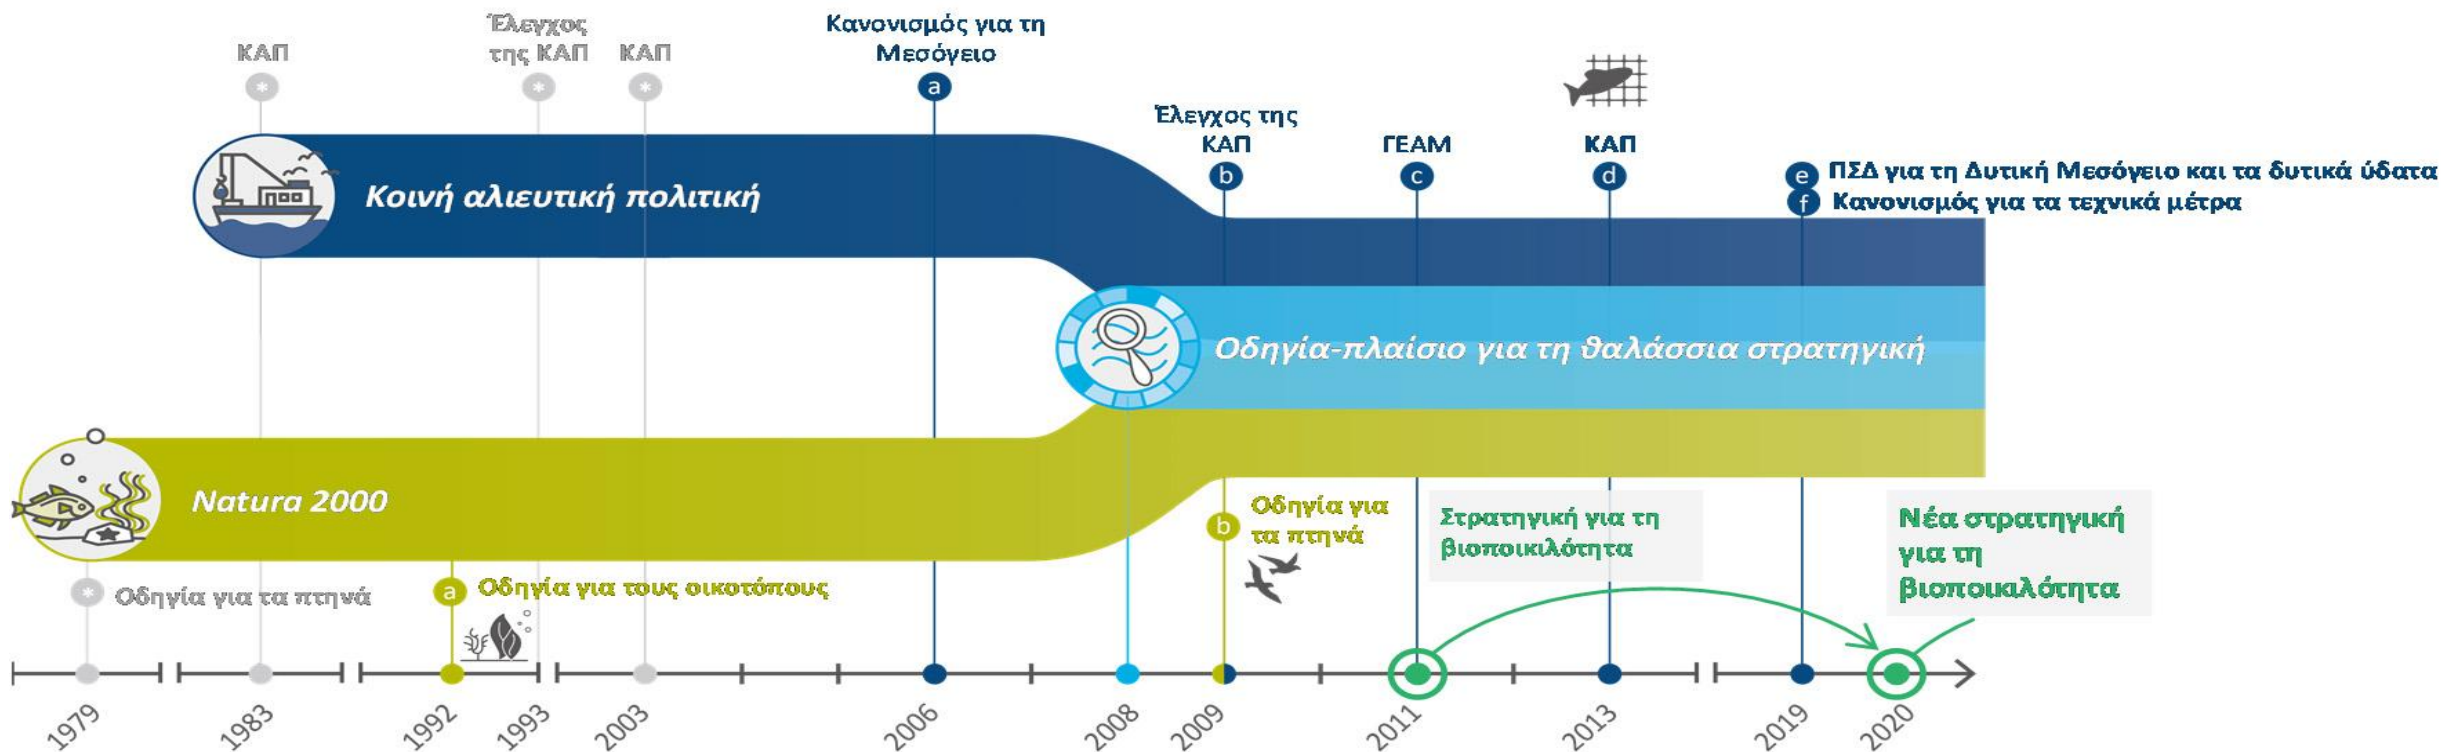 ΚΑΠ
Έλεγχος
της ΚΑΠ
ΚΑΠ
Κανονισμός για τη
Μεσόγειο
*
*
*
a
Έλεγχος της
ΚΑΠ
ΓΕΑΜ
ΚΑΠ
b
c
d
e ΠΣΔ για τη Δυτική Μεσόγειο και τα δυτικά ύδατα
f Κανονισμός για τα τεχνικά μέτρα
Κοινή αλιευτική πολιτική
Οδηγία-πλαίσιο για τη θαλάσσια στρατηγική
Natura 2000
b
Οδηγία για
τα πτηνά
Στρατηγική για τη
βιοποικιλότητα
Νέα στρατηγική
για τη
βιοποικιλότητα
* Οδηγία για τα πτηνά
a Οδηγία για τους οικοτόπους
1979
1983
1992
1993
2003
2006
2008
2009
2011
2013
2019
2020